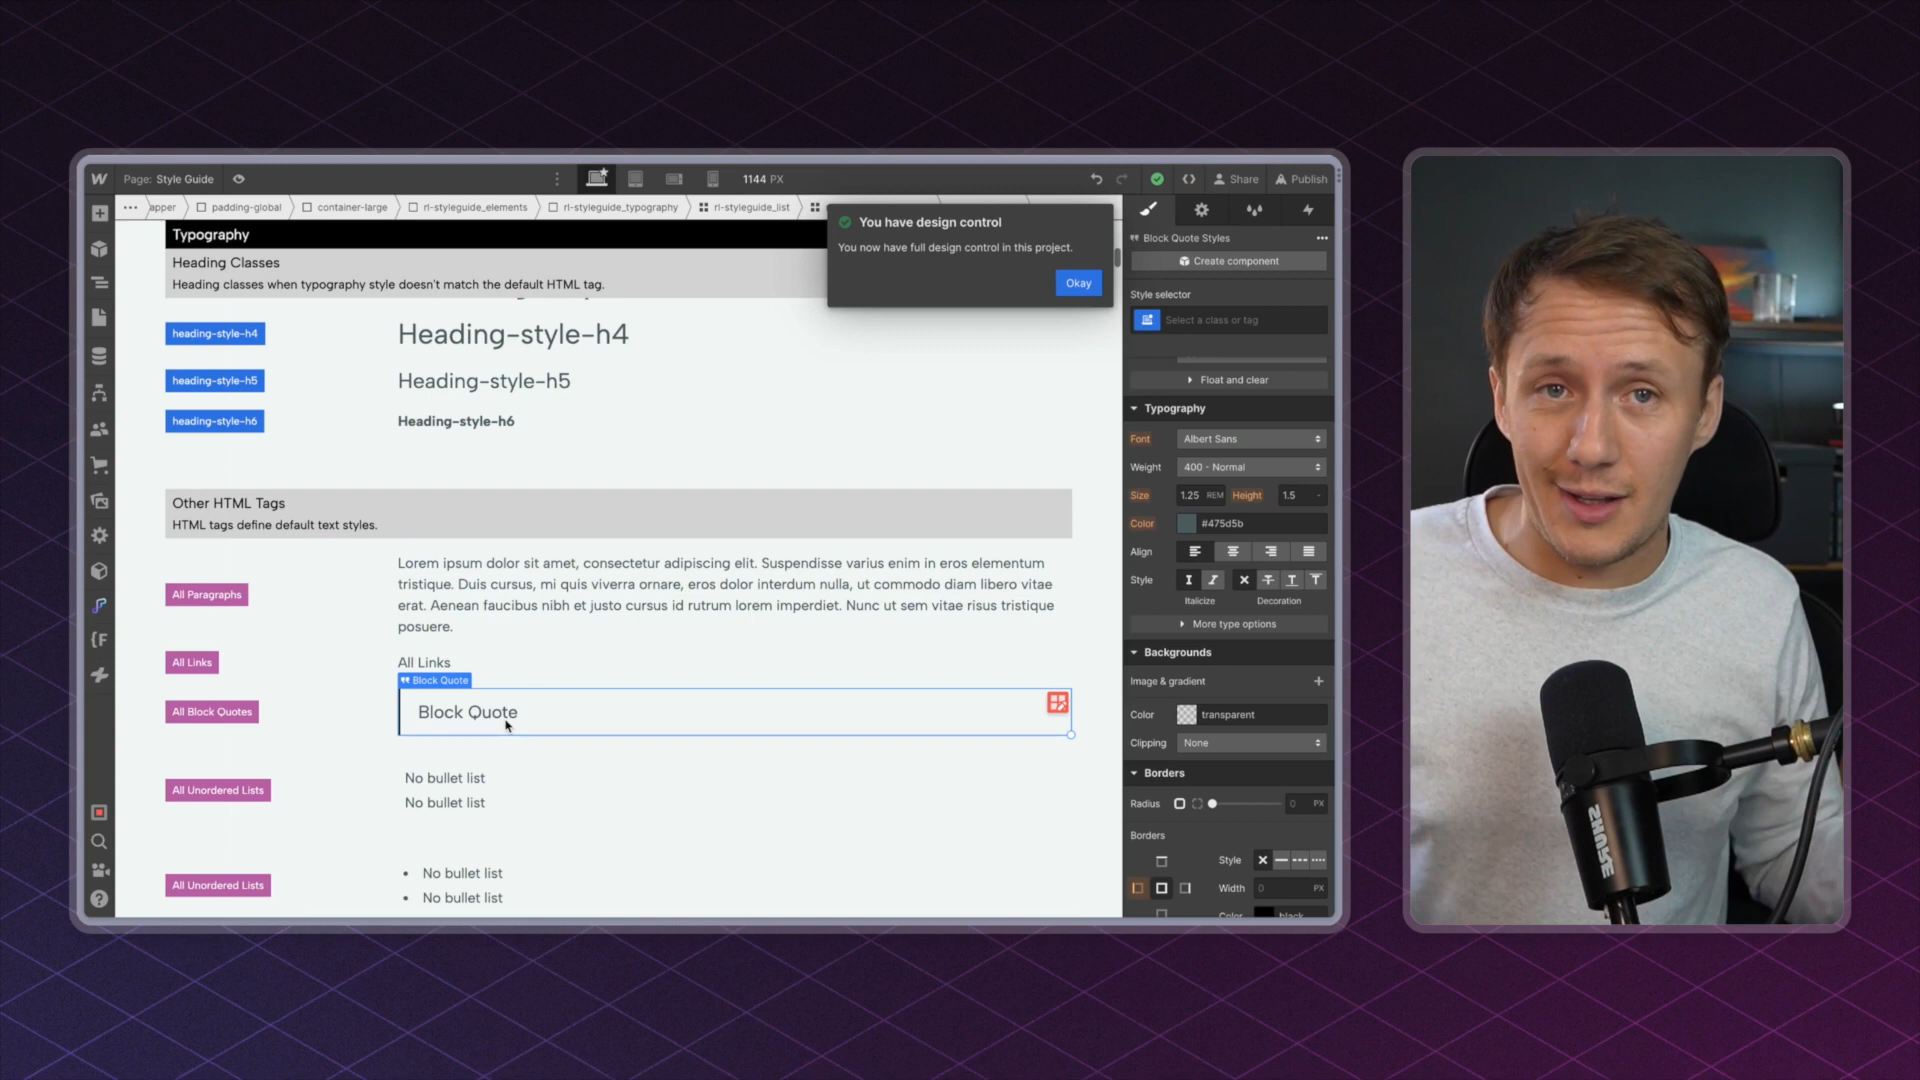 Page: Style Guide
1144 PX
Share
Publish
apper
padding-global
container-large
rl-styleguide_elements
rl-styleguide_typography
rl-styleguide_list
Typography
Heading Classes
Heading classes when typography style doesn't match the default HTML tag.
heading-style-h4
Heading-style-h4
heading-style-h5
Heading-style-h5
heading-style-h6
Heading-style-h6
Other HTML Tags
HTML tags define default text styles.
All Paragraphs
Lorem ipsum dolor sit amet, consectetur adipiscing elit. Suspendisse varius enim in eros elementum
tristique. Duis cursus, mi quis viverra ornare, eros dolor interdum nulla, ut commodo diam libero vitae
erat. Aenean faucibus nibh et justo cursus id rutrum lorem imperdiet. Nunc ut sem vitae risus tristique
posuere.
All Links
All Links
Block Quote
All Block Quotes
Block Quote
All Unordered Lists
No bullet list
No bullet list
All Unordered Lists
No bullet list
No bullet list
You have design control
You now have full design control in this project.
Okay
Block Quote Styles
Create component
Style selector
Select a class or tag
Float and clear
Typography
Font
Albert Sans
Weight
400 - Normal
Size
1.25 REM
Height
1.5 -
Color
#475d5b
Align
Style
Italicize
Decoration
More type options
Backgrounds
Image & gradient
Color
transparent
Clipping
None
Borders
Radius
0 PX
Borders
Style
Width
0 PX
Color
black
SHURE